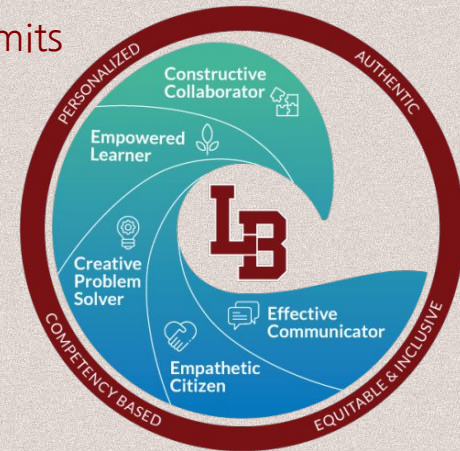 mits
PERSONALIZED
AUTHENTIC
Constructive
Collaborator
Empowered
Learner
LB
Creative
Problem
Solver
Effective
Communicator
Empathetic
Citizen
COMPETENCY BASED
EQUITABLE & INCLUSIVE